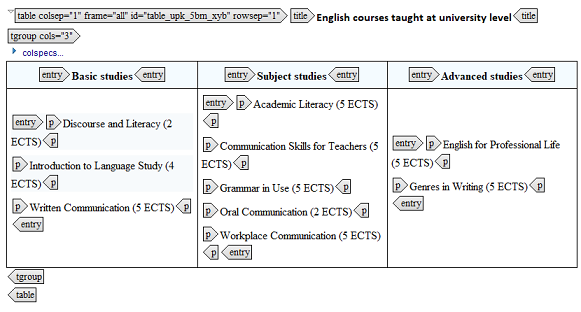 table colsep="1" frame="all" id="table_upk_5bm_xyb" rowsep="1" title English courses taught at university level title
tgroup cols="3"
colspecs...
entry Basic studies entry
entry Subject studies entry
entry Advanced studies entry
entry p Discourse and Literacy (2
ECTS) p
p Introduction to Language Study (4
ECTS) p
p Written Communication (5 ECTS) p
entry
entry p Academic Literacy (5 ECTS)
p
p Communication Skills for Teachers (5
ECTS) p
p Grammar in Use (5 ECTS) p
p Oral Communication (2 ECTS) p
p Workplace Communication (5 ECTS)
p entry
entry p English for Professional Life
(5 ECTS) p
p Genres in Writing (5 ECTS) p
entry
tgroup
table